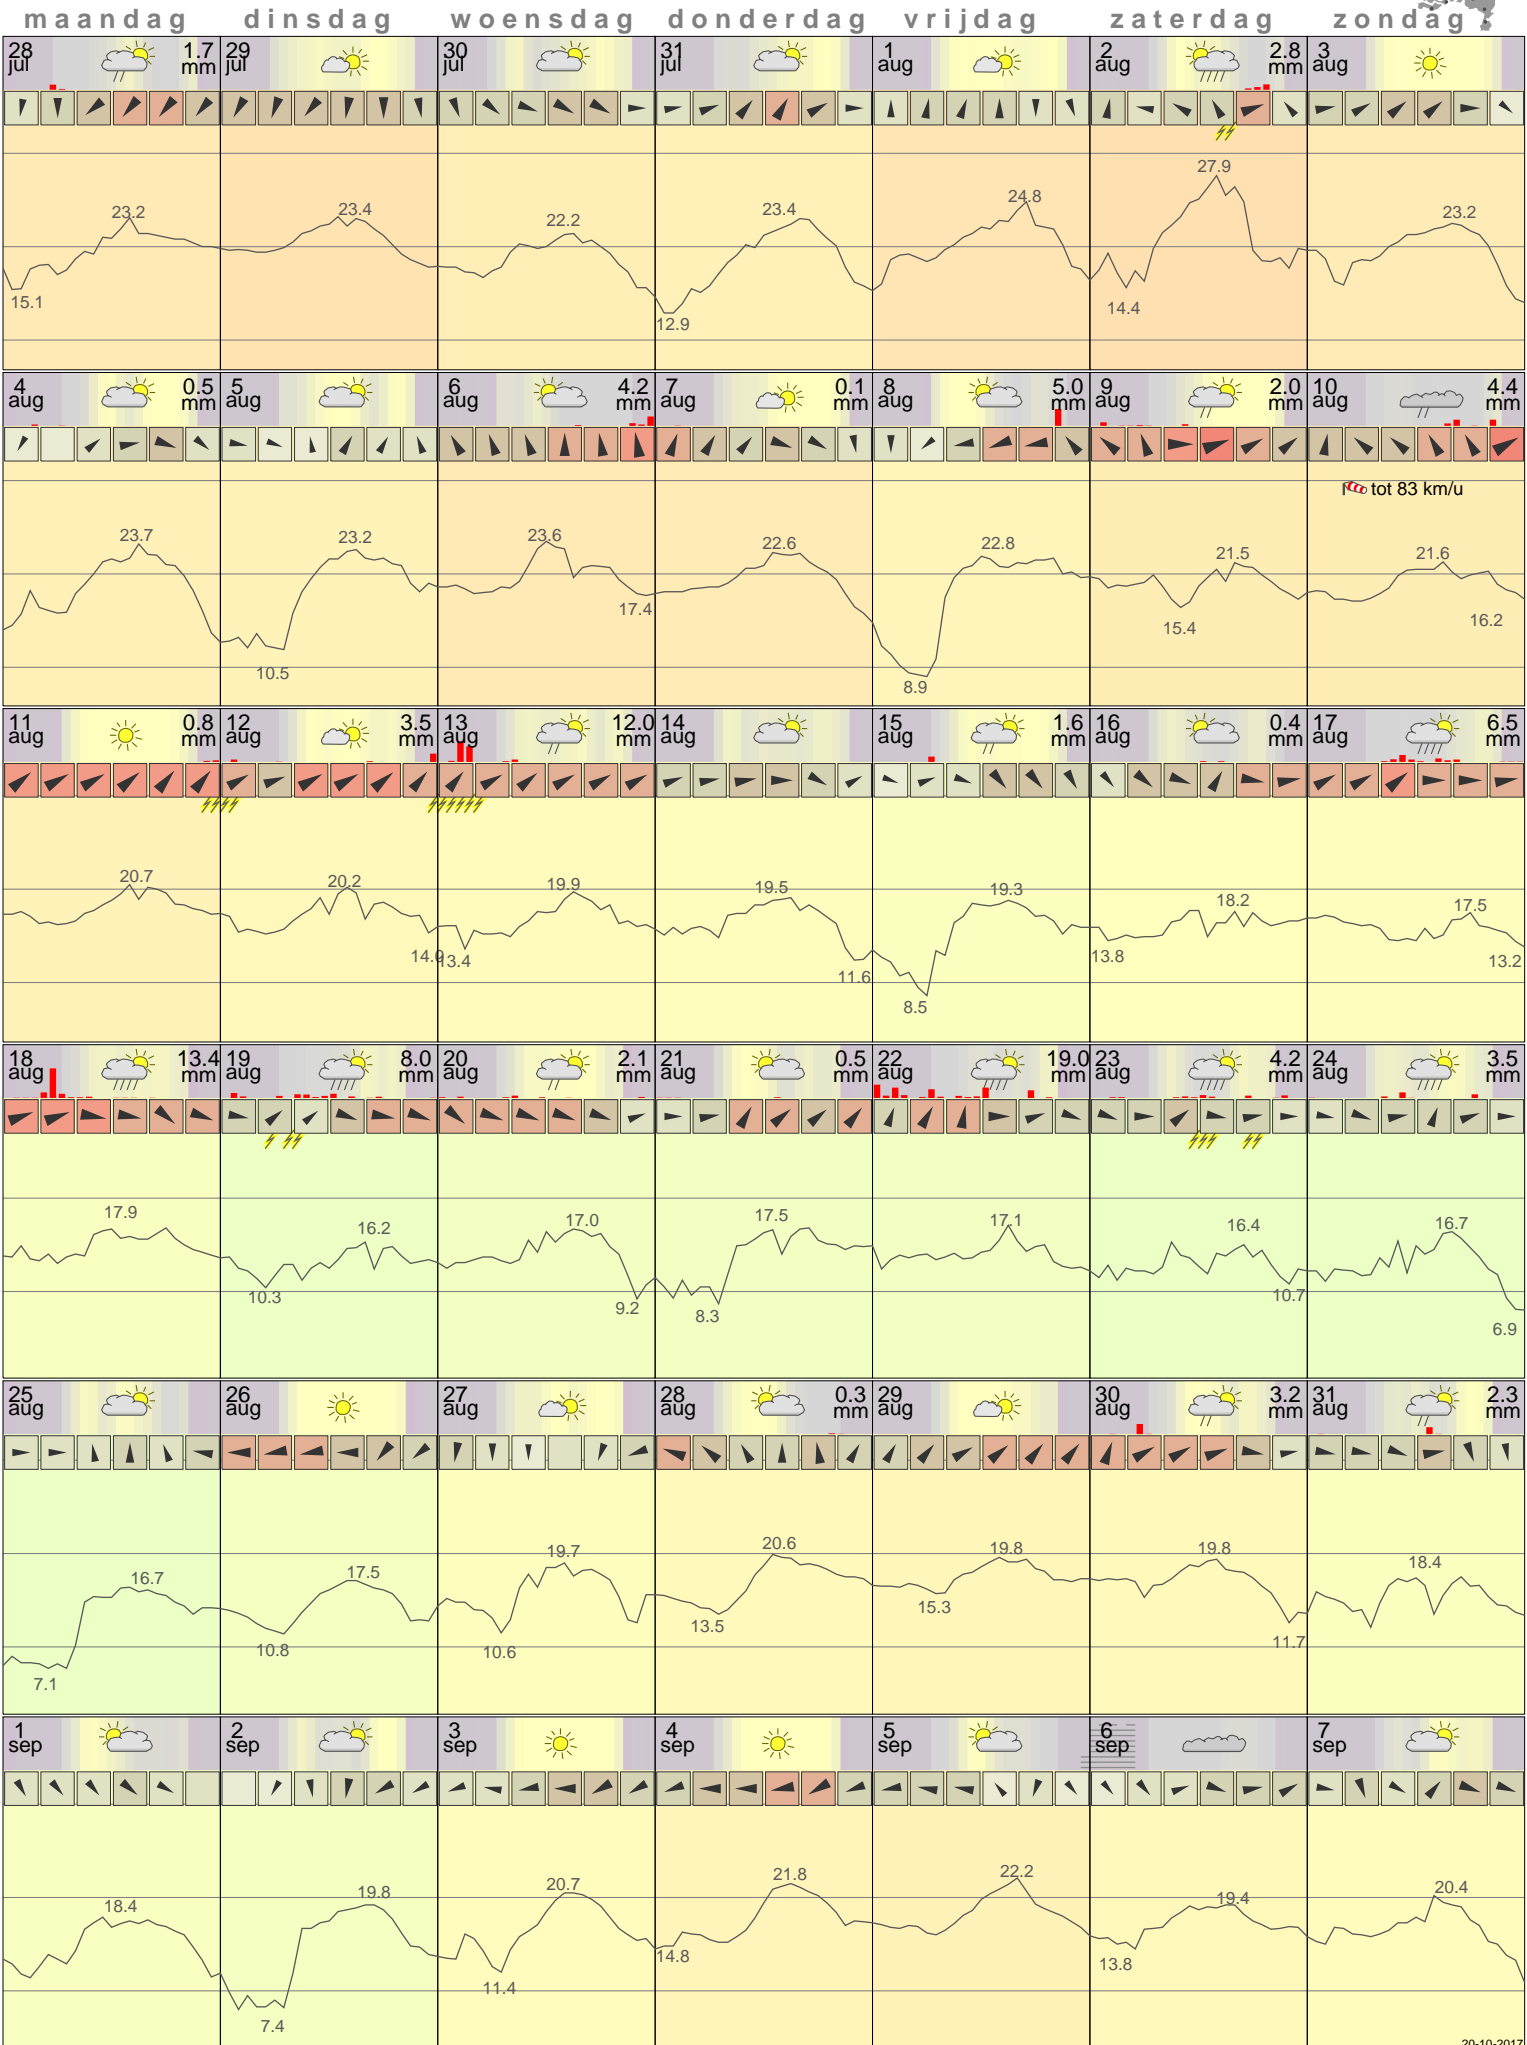 maandag dinsdag woensdag donderdag vrijdag zaterdag zondag
28 jul 1.7 mm 29 jul 30 jul 31 jul 1 aug 2 aug 2.8 mm 3 aug
23.2 15.1 23.4 22.2 23.4 12.9 24.8 27.9 14.4 23.2
4 aug 0.5 mm 5 aug 6 aug 4.2 mm 7 aug 0.1 mm 8 aug 5.0 mm 9 aug 2.0 mm 10 aug 4.4 mm
tot 83 km/u
23.7 23.2 10.5 23.6 17.4 22.6 22.8 8.9 21.5 15.4 21.6 16.2
11 aug 0.8 mm 12 aug 3.5 mm 13 aug 12.0 mm 14 aug 15 aug 1.6 mm 16 aug 0.4 mm 17 aug 6.5 mm
20.7 20.2 14.0 13.4 19.9 19.5 11.6 19.3 8.5 18.2 13.8 17.5 13.2
18 aug 13.4 mm 19 aug 8.0 mm 20 aug 2.1 mm 21 aug 0.5 mm 22 aug 19.0 mm 23 aug 4.2 mm 24 aug 3.5 mm
17.9 16.2 10.3 17.0 9.2 17.5 8.3 17.1 16.4 10.7 16.7 6.9
25 aug 26 aug 27 aug 28 aug 0.3 mm 29 aug 30 aug 3.2 mm 31 aug 2.3 mm
16.7 7.1 17.5 10.8 19.7 10.6 20.6 13.5 19.8 15.3 19.8 11.7 18.4
1 sep 2 sep 3 sep 4 sep 5 sep 6 sep 7 sep
18.4 19.8 7.4 20.7 11.4 21.8 14.8 22.2 19.4 13.8 20.4
20-10-2017